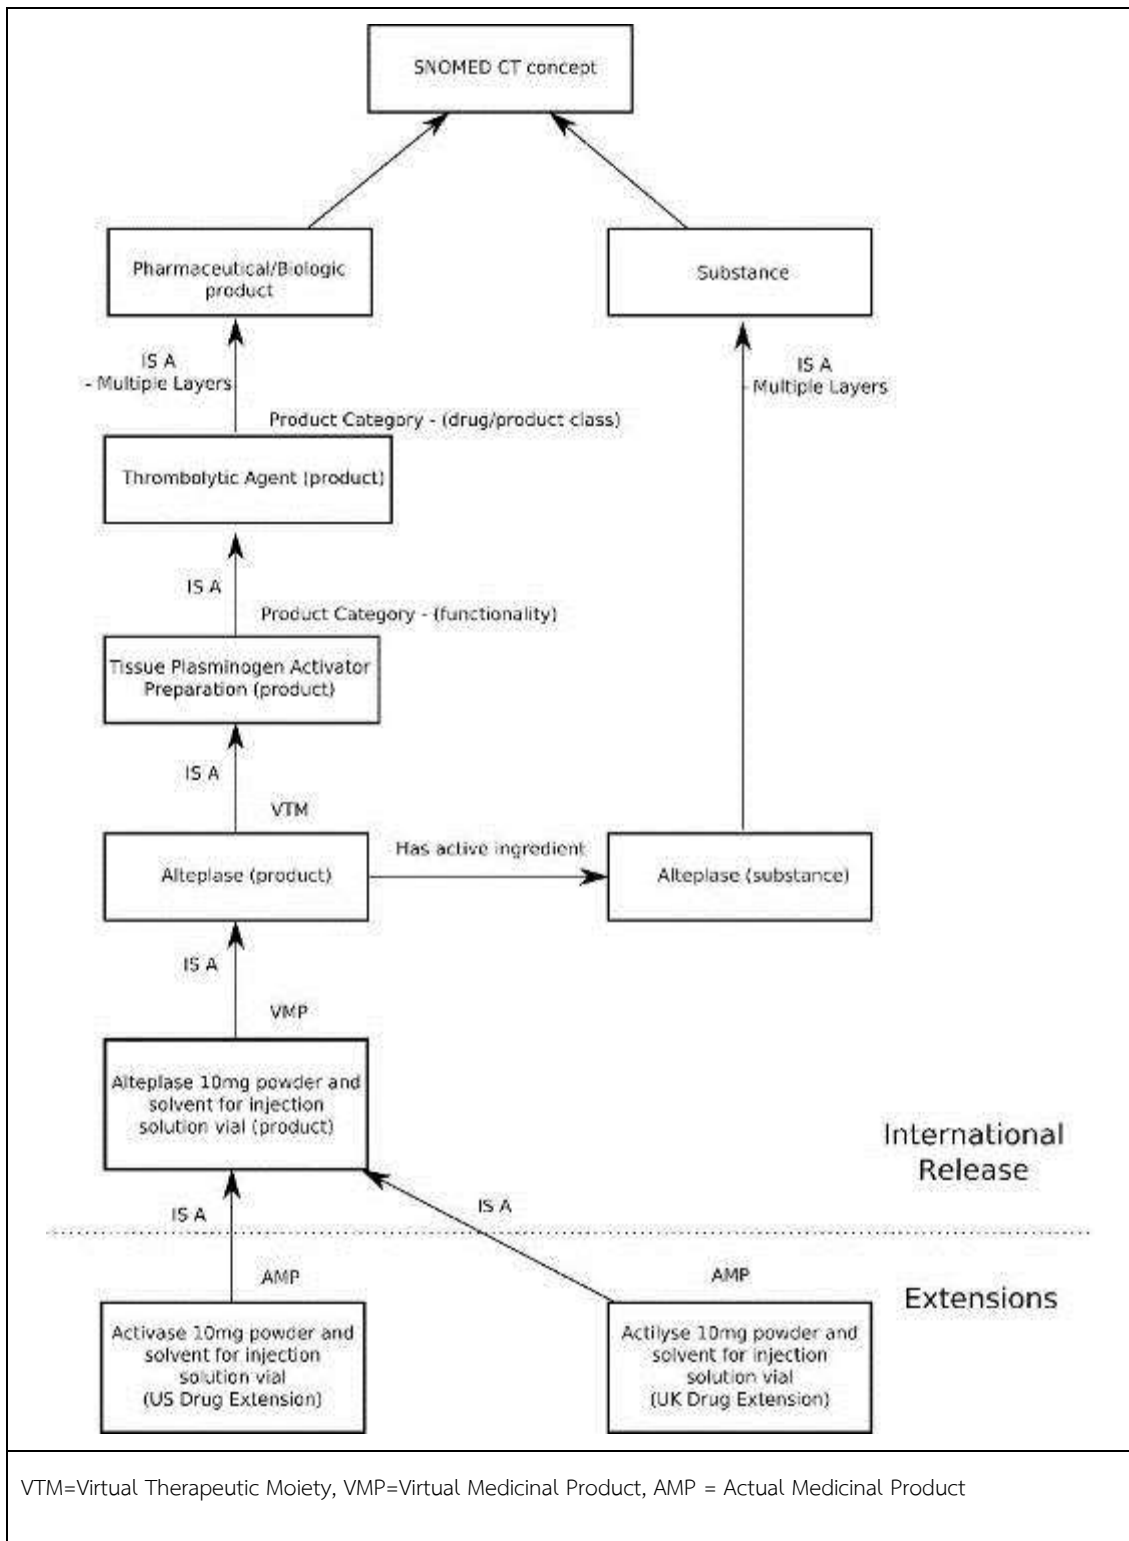 SNOMED CT concept
Pharmaceutical/Biologic
product
Substance
IS A
- Multiple Layers
IS A
- Multiple Layers
Product Category - (drug/product class)
Thrombolytic Agent (product)
IS A
Product Category - (functionality)
Tissue Plasminogen Activator
Preparation (product)
IS A
VTM
Alteplase (product)
Has active ingredient
Alteplase (substance)
IS A
VMP
Alteplase 10mg powder and
solvent for injection
solution vial (product)
International
Release
IS A
IS A
AMP
AMP
Extensions
Activase 10mg powder and
solvent for injection
solution vial
(US Drug Extension)
Actilyse 10mg powder and
solvent for injection
solution vial
(UK Drug Extension)
VTM=Virtual Therapeutic Moiety, VMP=Virtual Medicinal Product, AMP = Actual Medicinal Product